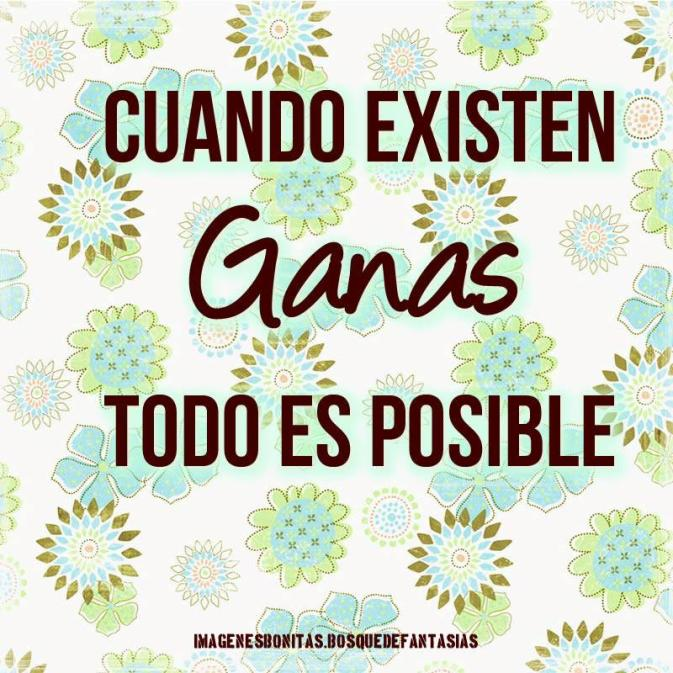 CUANDO EXISTEN
Ganas
TODO ES POSIBLE
IMAGENESBONITAS.BOSQUEDEFANTASIAS